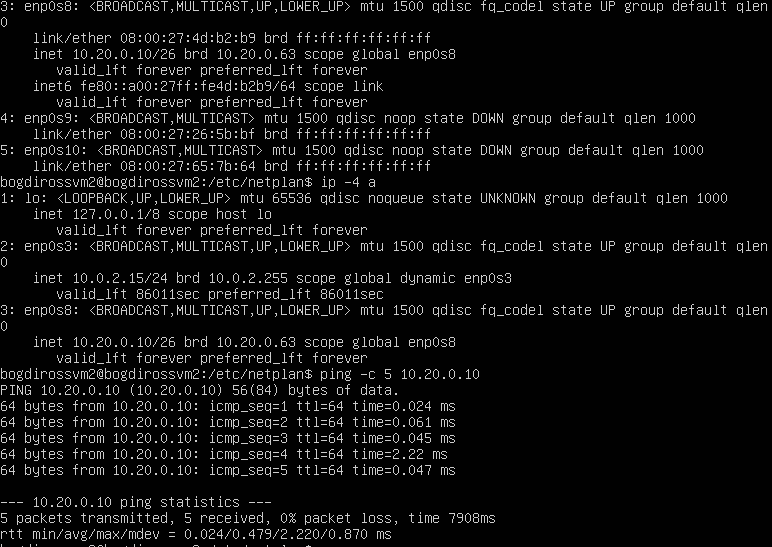 3: enp0s8: <BROADCAST,MULTICAST,UP,LOWER_UP> mtu 1500 qdisc fq_codel state UP group default qlen
0
    link/ether 08:00:27:4d:b2:b9 brd ff:ff:ff:ff:ff:ff
    inet 10.20.0.10/26 brd 10.20.0.63 scope global enp0s8
       valid_lft forever preferred_lft forever
    inet6 fe80::a00:27ff:fe4d:b2b9/64 scope link
       valid_lft forever preferred_lft forever
4: enp0s9: <BROADCAST,MULTICAST> mtu 1500 qdisc noop state DOWN group default qlen 1000
    link/ether 08:00:27:26:5b:bf brd ff:ff:ff:ff:ff:ff
5: enp0s10: <BROADCAST,MULTICAST> mtu 1500 qdisc noop state DOWN group default qlen 1000
    link/ether 08:00:27:65:7b:64 brd ff:ff:ff:ff:ff:ff
bogdirossvm2@bogdirossvm2:/etc/netplan$ ip -4 a
1: lo: <LOOPBACK,UP,LOWER_UP> mtu 65536 qdisc noqueue state UNKNOWN group default qlen 1000
    inet 127.0.0.1/8 scope host lo
       valid_lft forever preferred_lft forever
2: enp0s3: <BROADCAST,MULTICAST,UP,LOWER_UP> mtu 1500 qdisc fq_codel state UP group default qlen
0
    inet 10.0.2.15/24 brd 10.0.2.255 scope global dynamic enp0s3
       valid_lft 86011sec preferred_lft 86011sec
3: enp0s8: <BROADCAST,MULTICAST,UP,LOWER_UP> mtu 1500 qdisc fq_codel state UP group default qlen
0
    inet 10.20.0.10/26 brd 10.20.0.63 scope global enp0s8
       valid_lft forever preferred_lft forever
bogdirossvm2@bogdirossvm2:/etc/netplan$ ping -c 5 10.20.0.10
PING 10.20.0.10 (10.20.0.10) 56(84) bytes of data.
64 bytes from 10.20.0.10: icmp_seq=1 ttl=64 time=0.024 ms
64 bytes from 10.20.0.10: icmp_seq=2 ttl=64 time=0.061 ms
64 bytes from 10.20.0.10: icmp_seq=3 ttl=64 time=0.045 ms
64 bytes from 10.20.0.10: icmp_seq=4 ttl=64 time=2.22 ms
64 bytes from 10.20.0.10: icmp_seq=5 ttl=64 time=0.047 ms

--- 10.20.0.10 ping statistics ---
5 packets transmitted, 5 received, 0% packet loss, time 7908ms
rtt min/avg/max/mdev = 0.024/0.479/2.220/0.870 ms